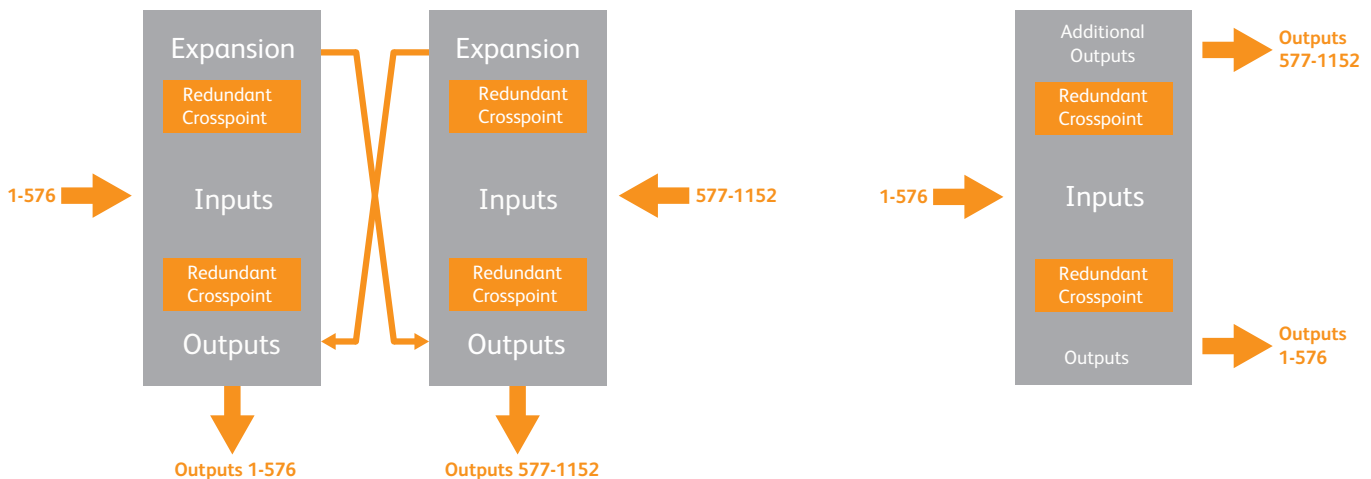 Expansion
Redundant
Crosspoint
1-576
Inputs
Redundant
Crosspoint
Outputs
Outputs 1-576
Expansion
Redundant
Crosspoint
Inputs
577-1152
Redundant
Crosspoint
Outputs
Outputs 577-1152
Additional
Outputs
Outputs
577-1152
Redundant
Crosspoint
1-576
Inputs
Redundant
Crosspoint
Outputs
Outputs
1-576